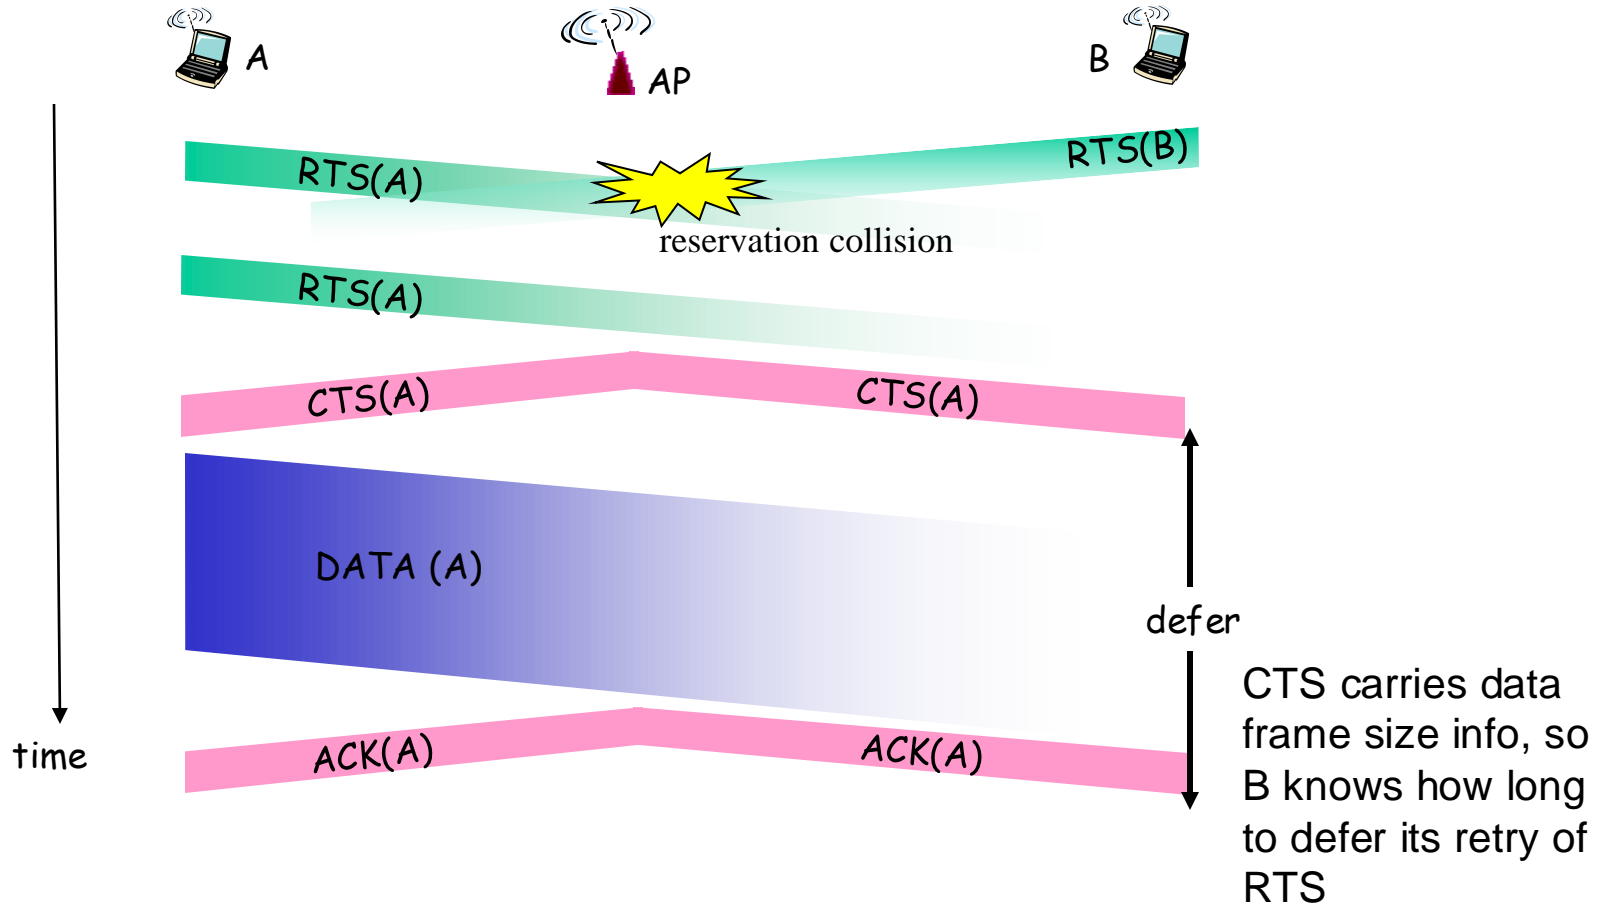 A
AP
B
RTS(A)
RTS(B)
reservation collision
RTS(A)
CTS(A)
CTS(A)
DATA (A)
defer
time
ACK(A)
ACK(A)
CTS carries data
frame size info, so
B knows how long
to defer its retry of
RTS